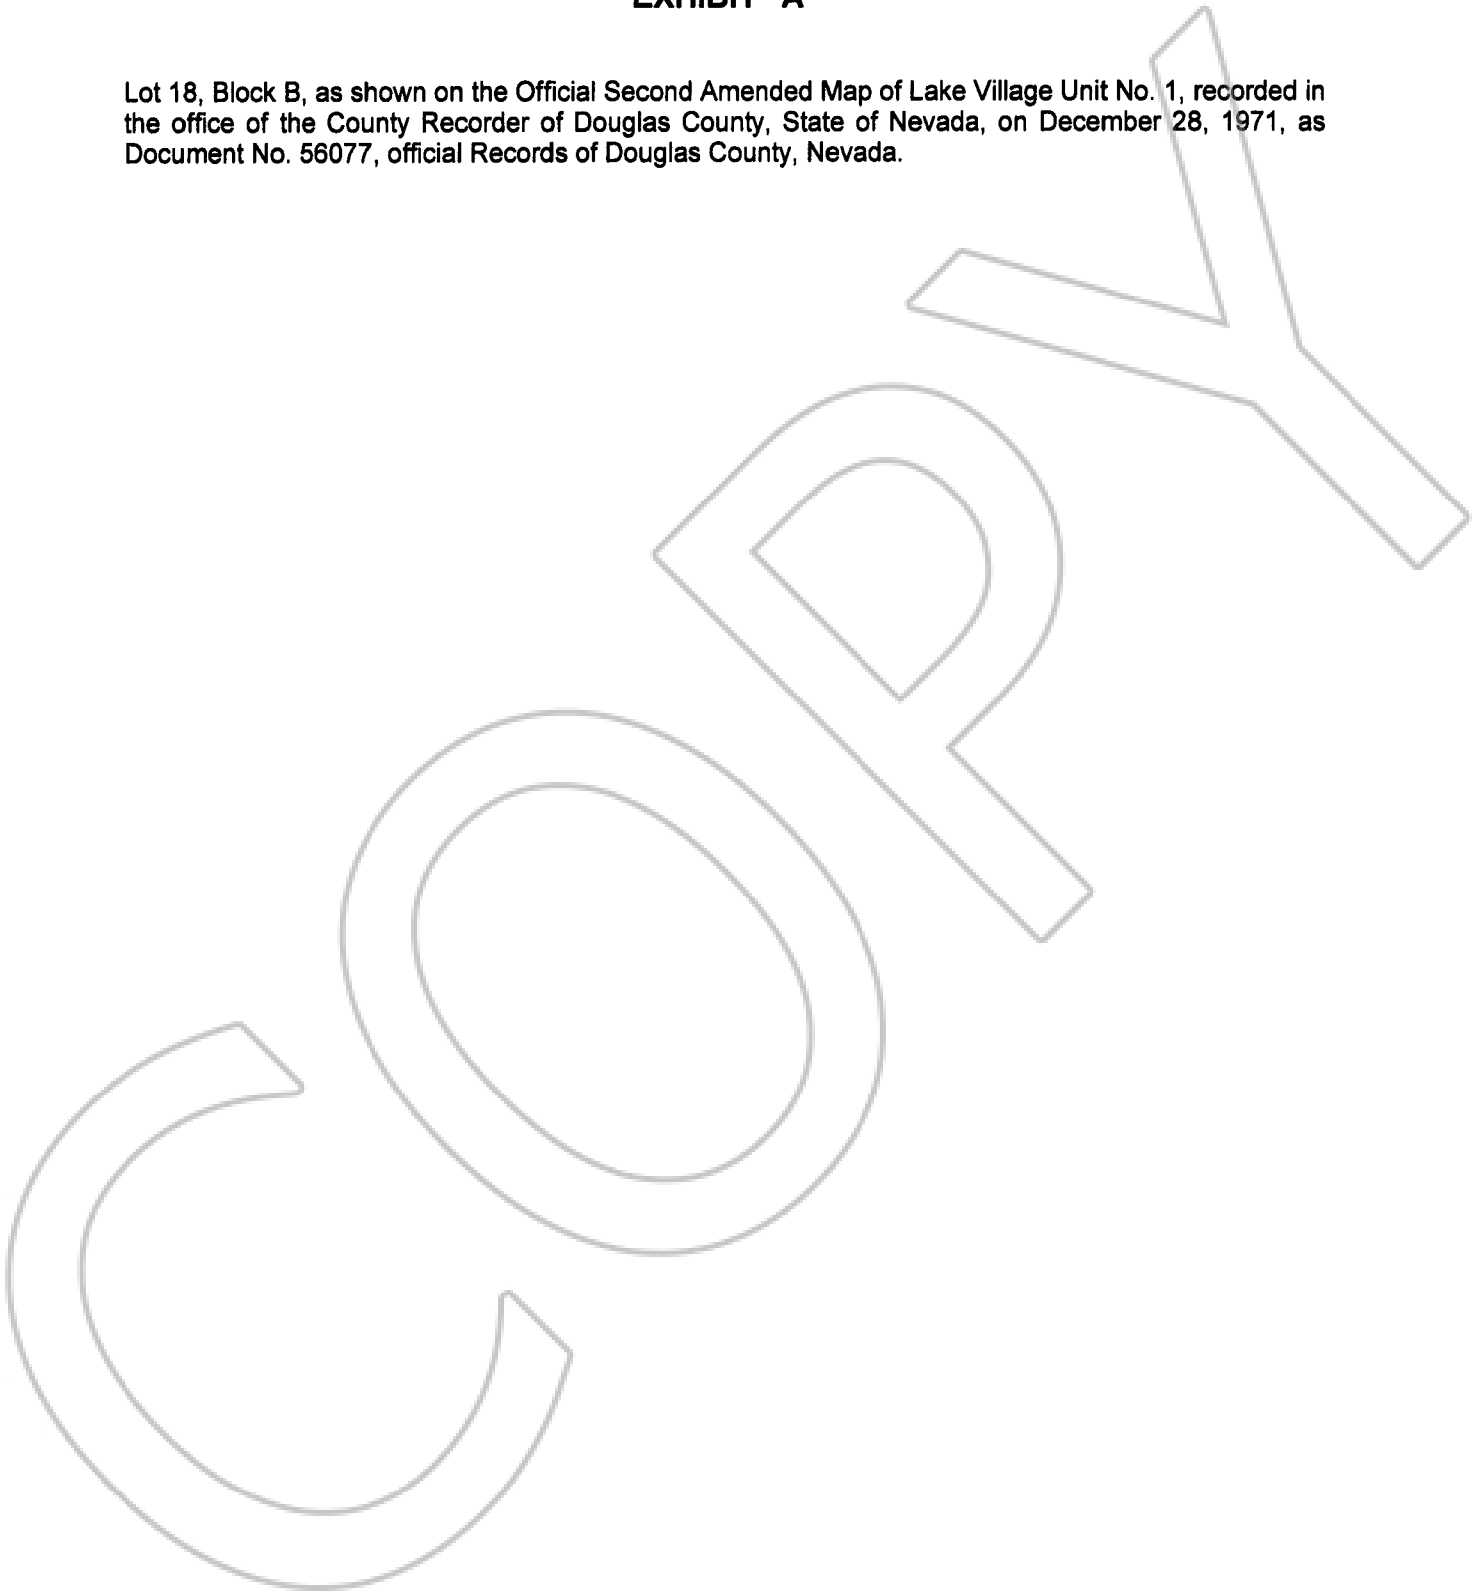 EXHIBIT "A"
Lot 18, Block B, as shown on the Official Second Amended Map of Lake Village Unit No. 1, recorded in
the office of the County Recorder of Douglas County, State of Nevada, on December 28, 1971, as
Document No. 56077, official Records of Douglas County, Nevada.
COPY